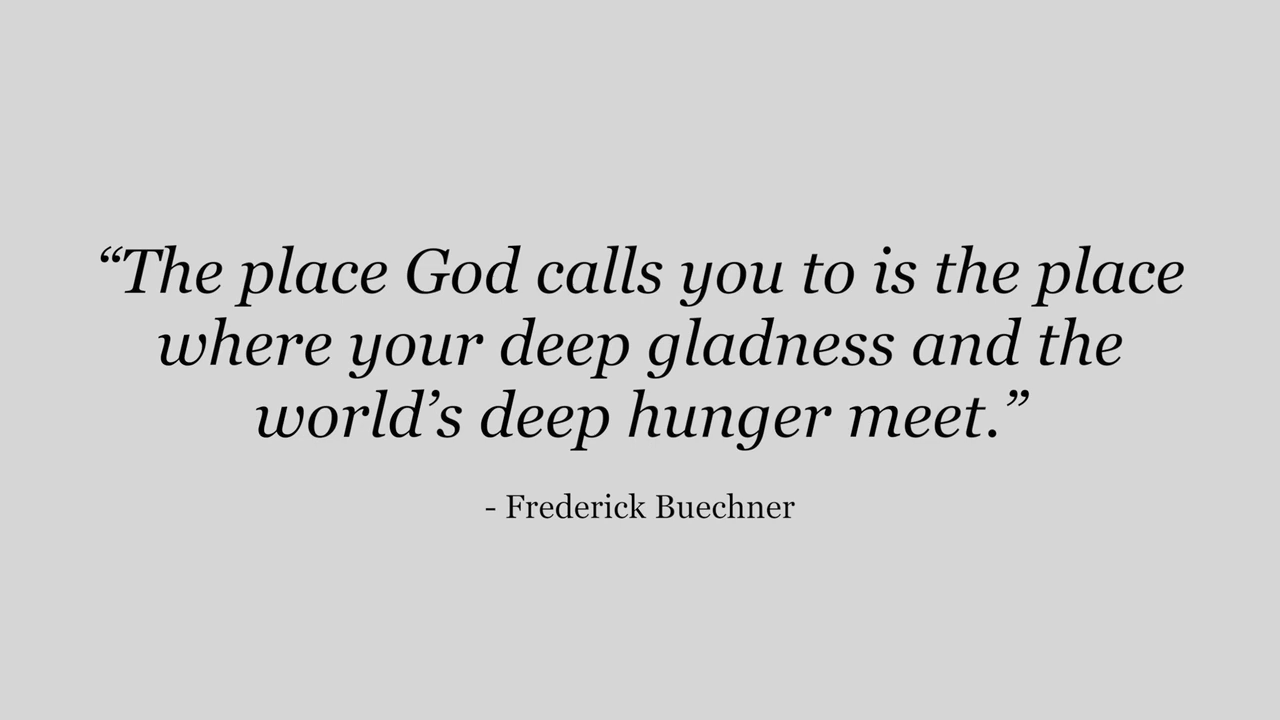 “The place God calls you to is the place
where your deep gladness and the
world’s deep hunger meet.”
- Frederick Buechner